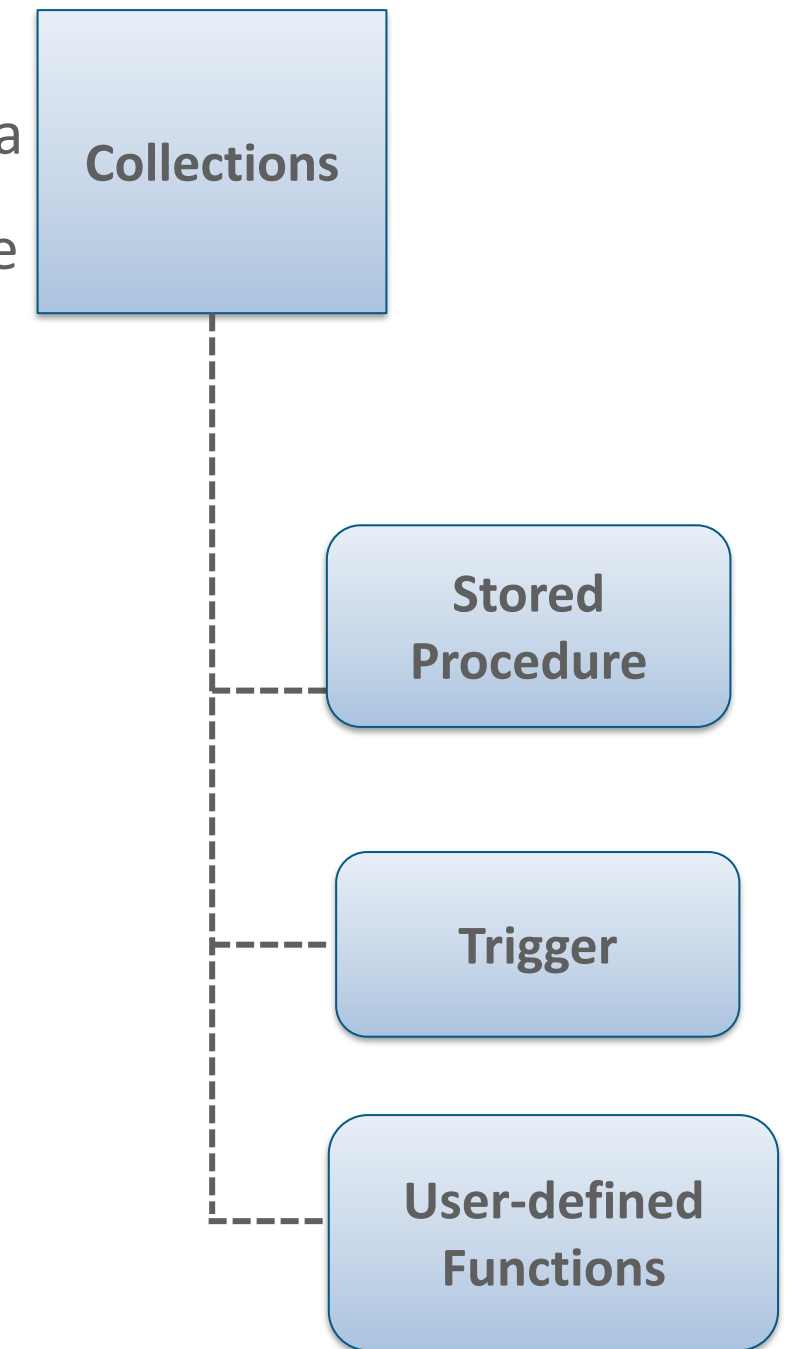 a
Collections
e
Stored
Procedure
Trigger
User-defined
Functions